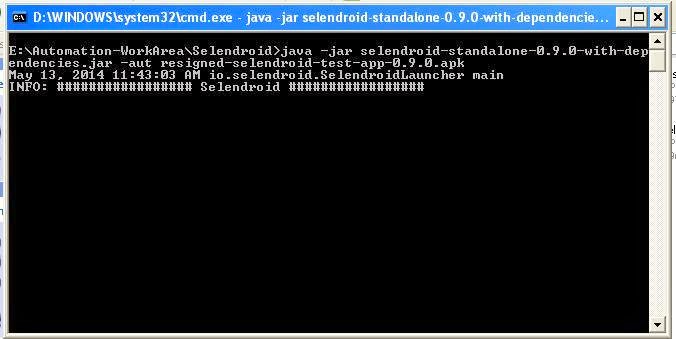 D:\WINDOWS\system32\cmd.exe - java -jar selendroid-standalone-0.9.0-with-dependencie...
E:\Automation-WorkArea\Selendroid>java -jar selendroid-standalone-0.9.0-with-dep
endencies.jar -aut resigned-selendroid-test-app-0.9.0.apk
May 13, 2014 11:43:03 AM io.selendroid.SelendroidLauncher main
INFO: ################# Selendroid #################